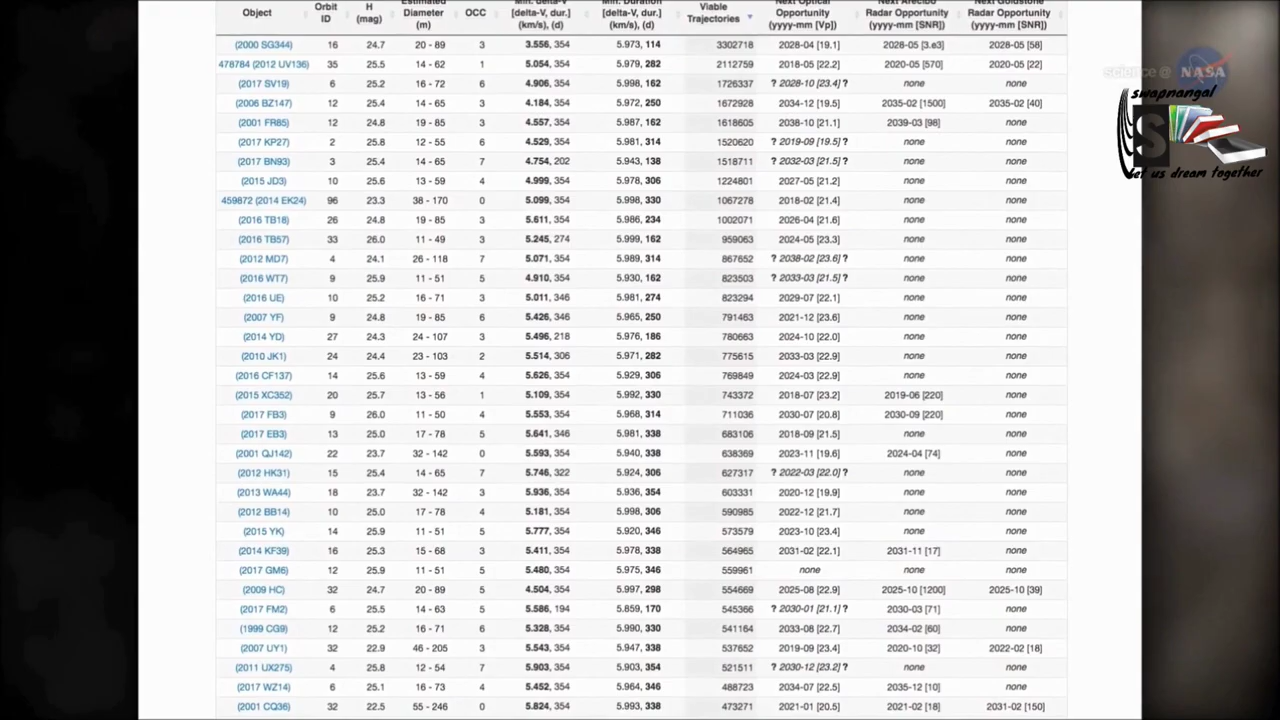 Object Orbit ID H (mag) Estimated Diameter (m) OCC Min. delta-V [delta-V, dur.] (km/s), (d) Min. Duration [delta-V, dur.] (km/s), (d) Viable Trajectories Next Optical Opportunity (yyyy-mm [Vp]) Next Arecibo Radar Opportunity (yyyy-mm [SNR]) Next Goldstone Radar Opportunity (yyyy-mm [SNR])
(2000 SG344) 16 24.7 20 - 89 3 3.556, 354 5.973, 114 3302718 2028-04 [19.1] 2028-05 [3.e3] 2028-05 [58]
478784 (2012 UV136) 35 25.5 14 - 62 1 5.054, 354 5.979, 282 2112759 2018-05 [22.2] 2020-05 [570] 2020-05 [22]
(2017 SV19) 6 25.2 16 - 72 6 4.906, 354 5.998, 162 1726337 ? 2028-10 [23.4] ? none none
(2006 BZ147) 12 25.4 14 - 65 3 4.184, 354 5.972, 250 1672928 2034-12 [19.5] 2035-02 [1500] 2035-02 [40]
(2001 FR85) 12 24.8 19 - 85 3 4.557, 354 5.987, 162 1618605 2038-10 [21.1] 2039-03 [98] none
(2017 KP27) 2 25.8 12 - 55 6 4.529, 354 5.981, 314 1520620 ? 2019-09 [19.5] ? none none
(2017 BN93) 3 25.4 14 - 65 7 4.754, 202 5.943, 138 1518711 ? 2032-03 [21.5] ? none none
(2015 JD3) 10 25.6 13 - 59 4 4.999, 354 5.978, 306 1224801 2027-05 [21.2] none none
459872 (2014 EK24) 96 23.3 38 - 170 0 5.099, 354 5.998, 330 1067278 2018-02 [21.4] none none
(2016 TB18) 26 24.8 19 - 85 3 5.611, 354 5.986, 234 1002071 2026-04 [21.6] none none
(2016 TB57) 33 26.0 11 - 49 3 5.245, 274 5.999, 162 959063 2024-05 [23.3] none none
(2012 MD7) 4 24.1 26 - 118 7 5.071, 354 5.989, 314 867652 ? 2038-02 [23.6] ? none none
(2016 WT7) 9 25.9 11 - 51 5 4.910, 354 5.930, 162 823503 ? 2033-03 [21.5] ? none none
(2016 UE) 10 25.2 16 - 71 3 5.011, 346 5.981, 274 823294 2029-07 [22.1] none none
(2007 YF) 9 24.8 19 - 85 6 5.426, 346 5.965, 250 791463 2021-12 [23.6] none none
(2014 YD) 27 24.3 24 - 107 3 5.496, 218 5.976, 186 780663 2024-10 [22.0] none none
(2010 JK1) 24 24.4 23 - 103 2 5.514, 306 5.971, 282 775615 2033-03 [22.9] none none
(2016 CF137) 14 25.6 13 - 59 4 5.626, 354 5.929, 306 769849 2024-03 [22.9] none none
(2015 XC352) 20 25.7 13 - 56 1 5.109, 354 5.992, 330 743372 2018-07 [23.2] 2019-06 [220] none
(2017 FB3) 9 26.0 11 - 50 4 5.553, 354 5.968, 314 711036 2030-07 [20.8] 2030-09 [220] none
(2017 EB3) 13 25.0 17 - 78 5 5.641, 346 5.981, 338 683106 2018-09 [21.5] none none
(2001 QJ142) 22 23.7 32 - 142 0 5.593, 354 5.940, 338 638369 2023-11 [19.6] 2024-04 [74] none
(2012 HK31) 15 25.4 14 - 65 7 5.746, 322 5.924, 306 627317 ? 2022-03 [22.0] ? none none
(2013 WA44) 18 23.7 32 - 142 3 5.936, 354 5.936, 354 603331 2020-12 [19.9] none none
(2012 BB14) 10 25.0 17 - 78 4 5.181, 354 5.998, 306 590985 2022-12 [21.7] none none
(2015 YK) 14 25.9 11 - 51 5 5.777, 354 5.920, 346 573579 2023-10 [23.4] none none
(2014 KF39) 16 25.3 15 - 68 3 5.411, 354 5.978, 338 564965 2031-02 [22.1] 2031-11 [17] none
(2017 GM6) 12 25.9 11 - 51 5 5.480, 354 5.975, 346 559961 none none none
(2009 HC) 32 24.7 20 - 89 5 4.504, 354 5.997, 298 554669 2025-08 [22.9] 2025-10 [1200] 2025-10 [39]
(2017 FM2) 6 25.5 14 - 63 5 5.586, 194 5.859, 170 545366 ? 2030-01 [21.1] ? 2030-03 [71] none
(1999 CG9) 12 25.2 16 - 71 6 5.328, 354 5.990, 330 541164 2033-08 [22.7] 2034-02 [60] none
(2007 UY1) 32 22.9 46 - 205 3 5.543, 354 5.947, 338 537652 2019-09 [23.4] 2020-10 [32] 2022-02 [18]
(2011 UX275) 4 25.8 12 - 54 7 5.903, 354 5.903, 354 521511 ? 2030-12 [23.2] ? none none
(2017 WZ14) 6 25.1 16 - 73 4 5.452, 354 5.964, 346 488723 2034-07 [22.5] 2035-12 [10] none
(2001 CQ36) 32 22.5 55 - 246 0 5.824, 354 5.993, 338 473271 2021-01 [20.5] 2021-02 [18] 2031-02 [150]
science@ NASA
swapnangal
S
let us dream together